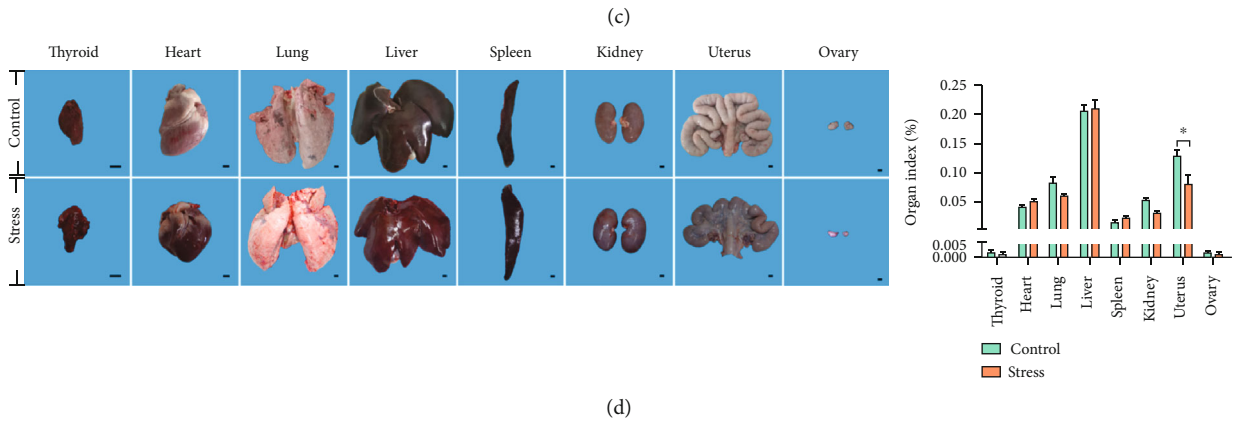 (c)
Thyroid Heart Lung Liver Spleen Kidney Uterus Ovary
Control
Stress
Organ index (%)
0.25
0.20
0.15
0.10
0.05
0.005
0.000
*
Thyroid
Heart
Lung
Liver
Spleen
Kidney
Uterus
Ovary
Control
Stress
(d)